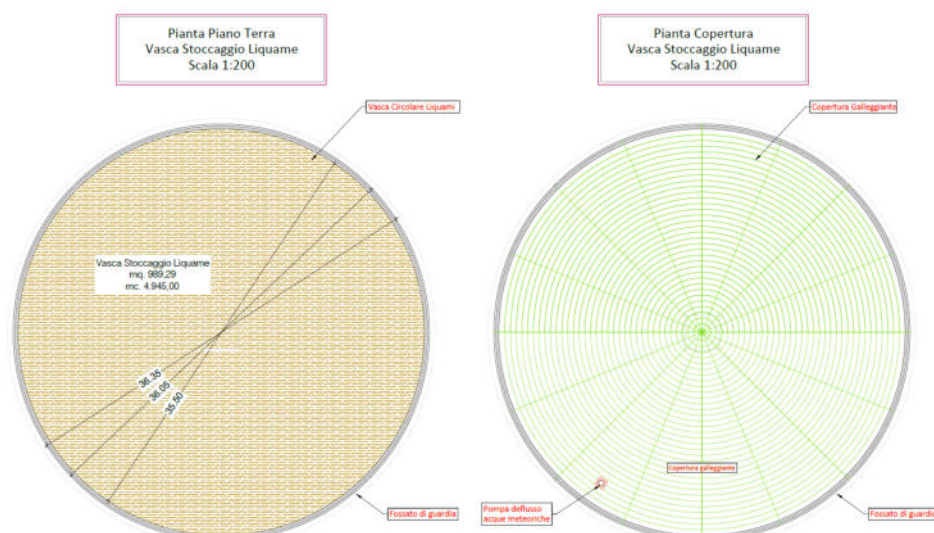 Pianta Piano Terra
Vasca Stoccaggio Liquame
Scala 1:200
Vasca Circolare Liquami
Vasca Stoccaggio Liquame
mq. 989,29
mc. 4.945,00
36.35
36.05
35.50
Fossato di guardia
Pianta Copertura
Vasca Stoccaggio Liquame
Scala 1:200
Copertura Galleggiante
Copertura galleggiante
Pompa deflusso
acque meteoriche
Fossato di guardia